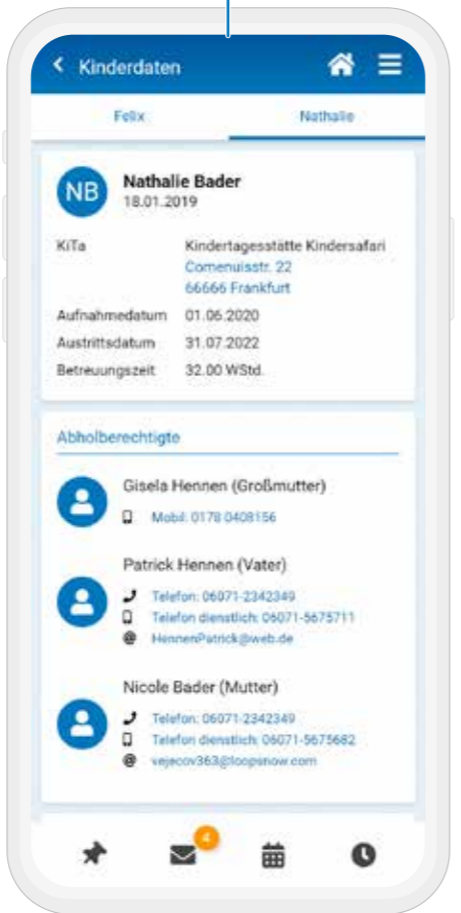 Kinderdaten
Felix Nathalie
NB
Nathalie Bader
18.01.2019
KiTa Kindertagesstätte Kindersafari
Comenuisstr. 22
66666 Frankfurt
Aufnahmedatum 01.06.2020
Austrittsdatum 31.07.2022
Betreuungszeit 32.00 WStd.
Abholberechtigte
Gisela Hennen (Großmutter)
Mobil: 0178 0408156
Patrick Hennen (Vater)
Telefon: 06071-2342349
Telefon dienstlich: 06071-5675711
@ HennenPatrick@web.de
Nicole Bader (Mutter)
Telefon: 06071-2342349
Telefon dienstlich: 06071-5675682
@ vejecov363@loopsnow.com
4